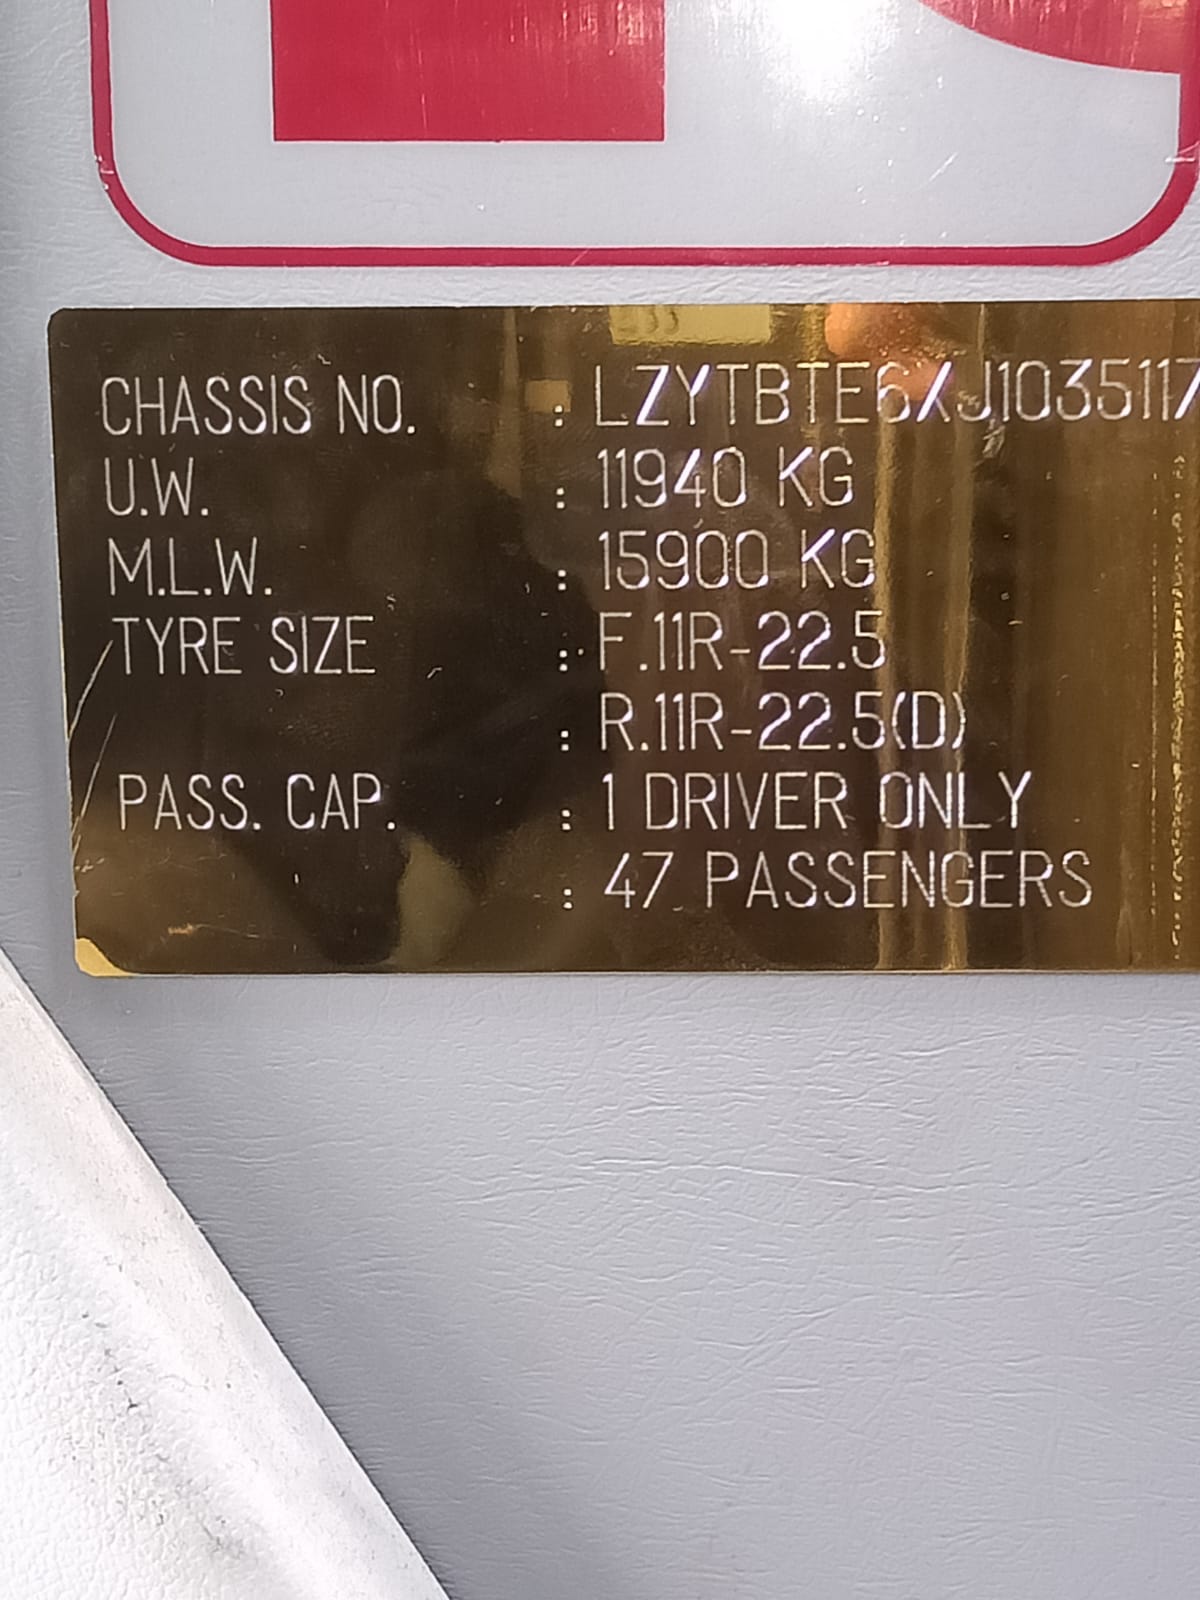 CHASSIS NO. : LZYTBTE6XJ1035117
U.W. : 11940 KG
M.L.W. : 15900 KG
TYRE SIZE : F.11R-22.5
: R.11R-22.5(D)
PASS. CAP. : 1 DRIVER ONLY
: 47 PASSENGERS